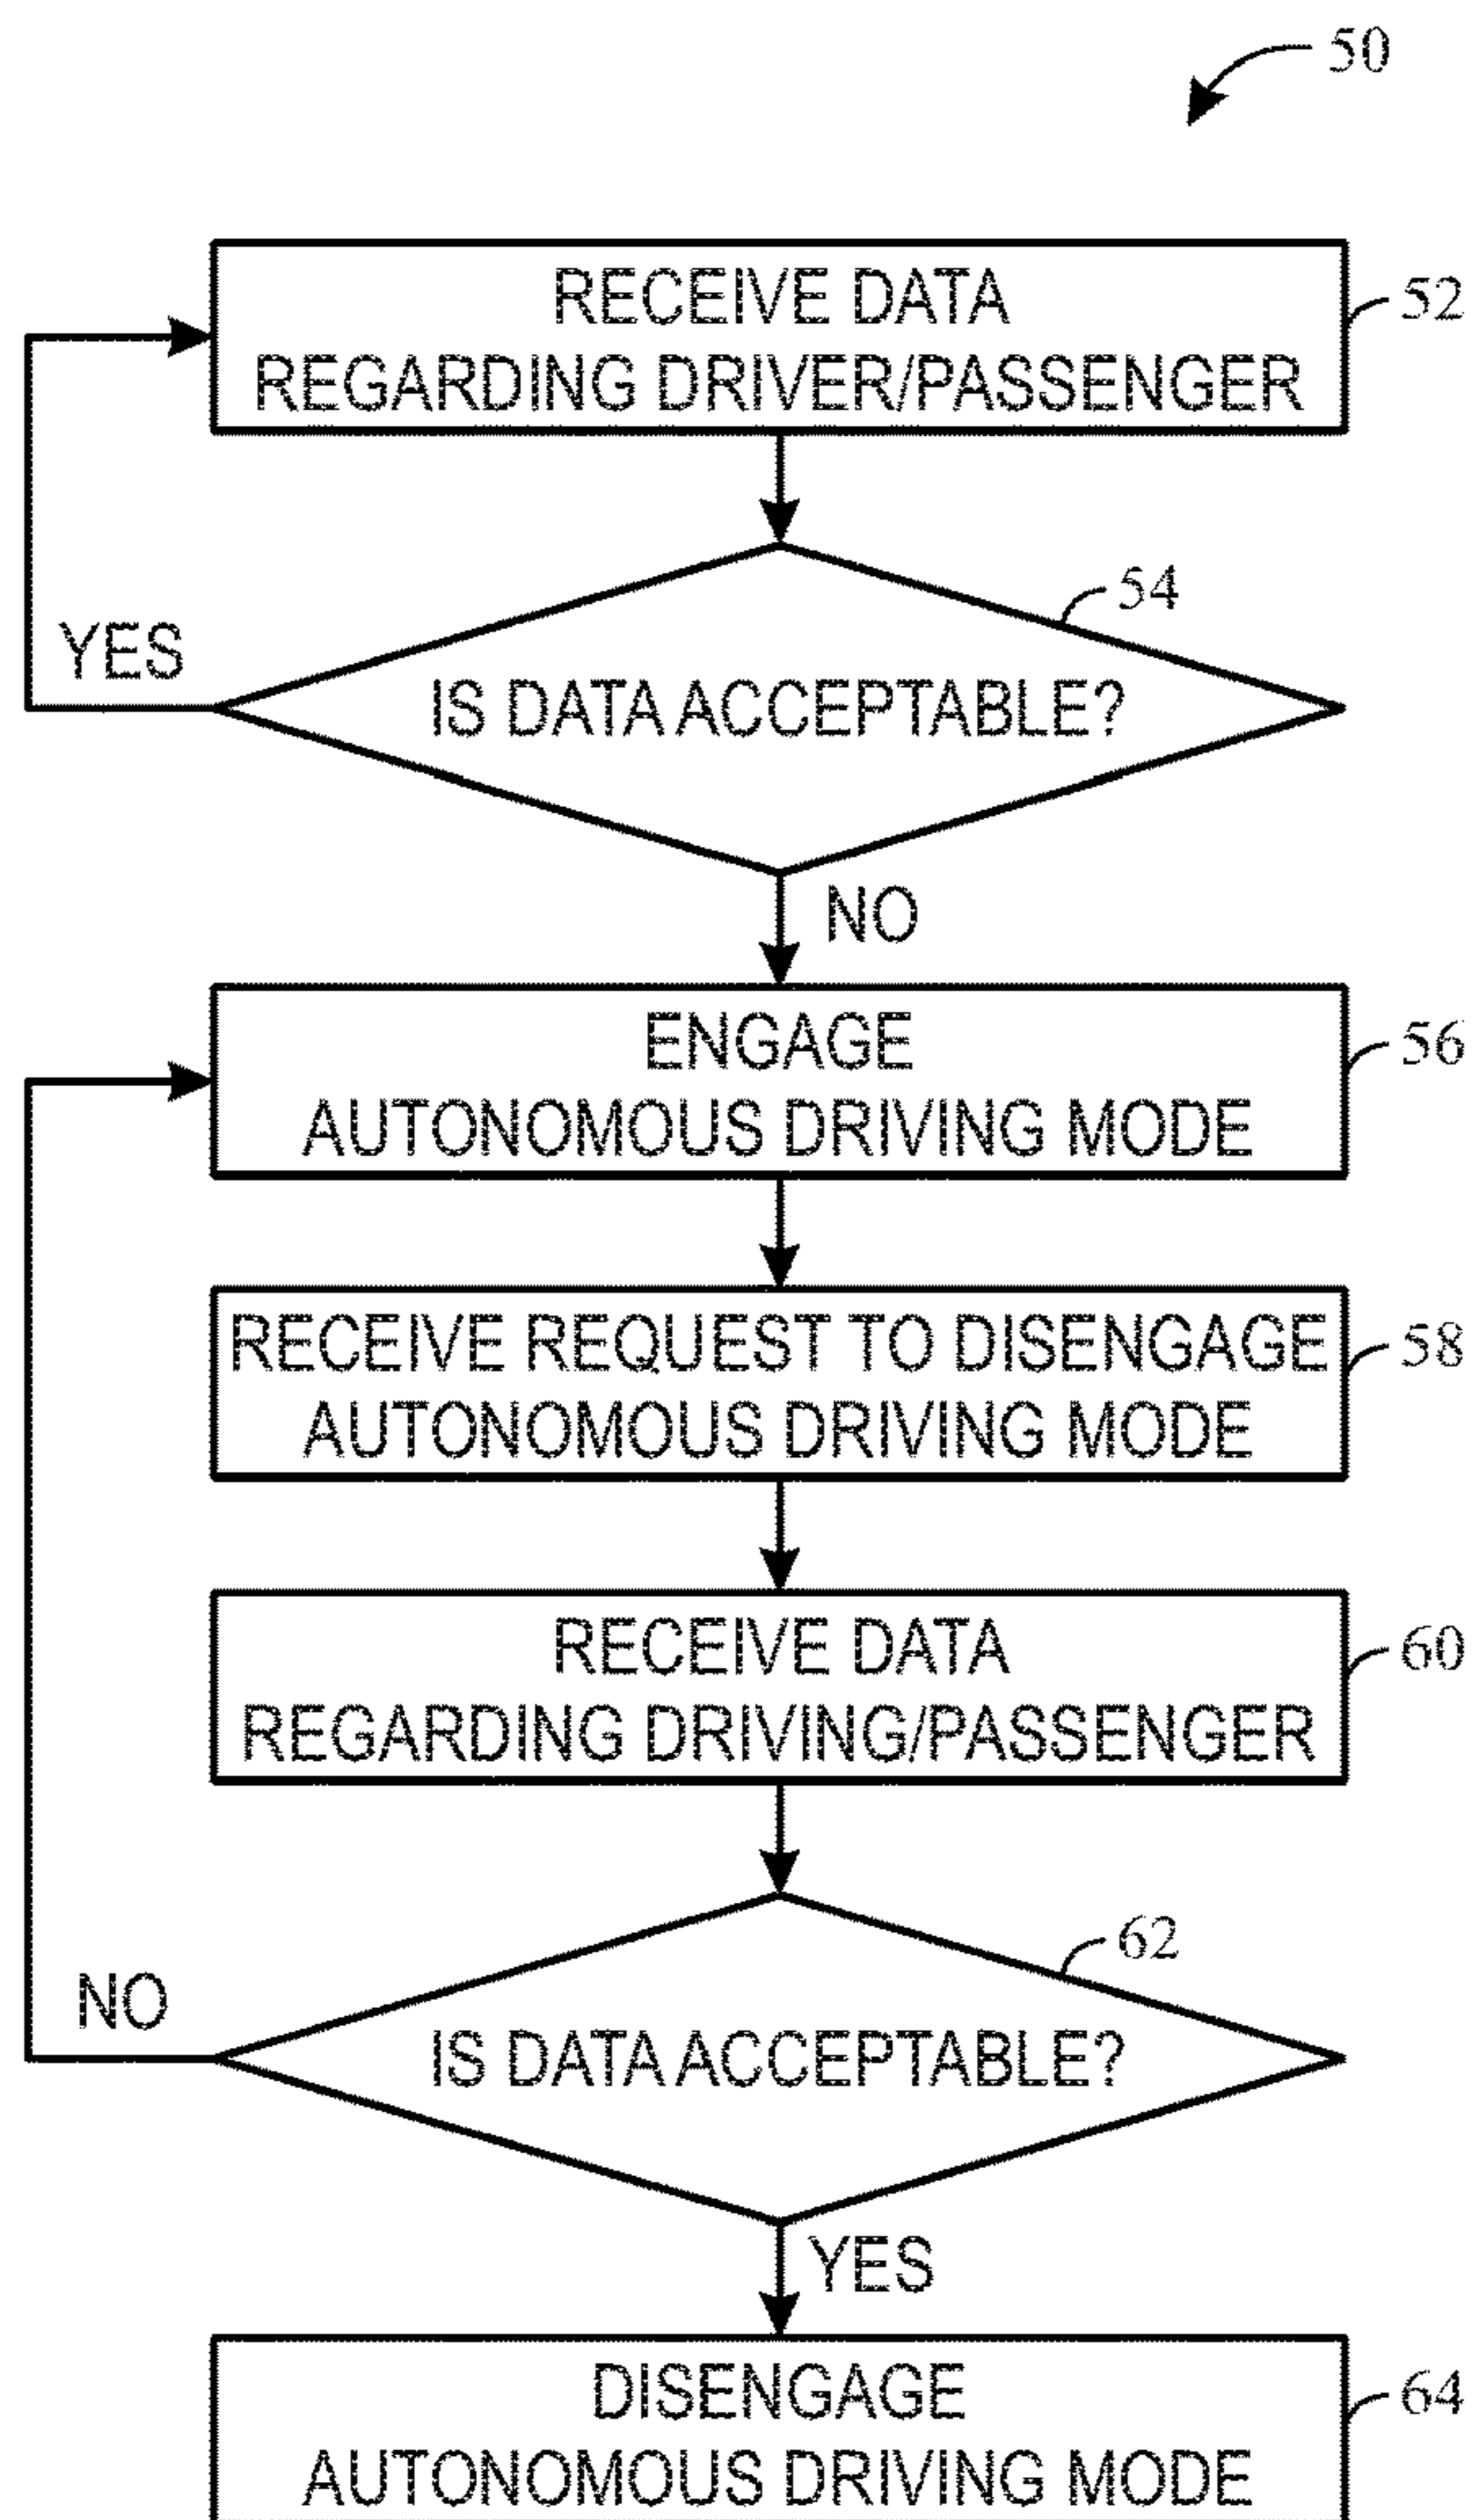 50
RECEIVE DATA
REGARDING DRIVER/PASSENGER
52
54
YES
IS DATA ACCEPTABLE?
NO
ENGAGE
AUTONOMOUS DRIVING MODE
56
RECEIVE REQUEST TO DISENGAGE
AUTONOMOUS DRIVING MODE
58
RECEIVE DATA
REGARDING DRIVING/PASSENGER
60
62
NO
IS DATA ACCEPTABLE?
YES
DISENGAGE
AUTONOMOUS DRIVING MODE
64